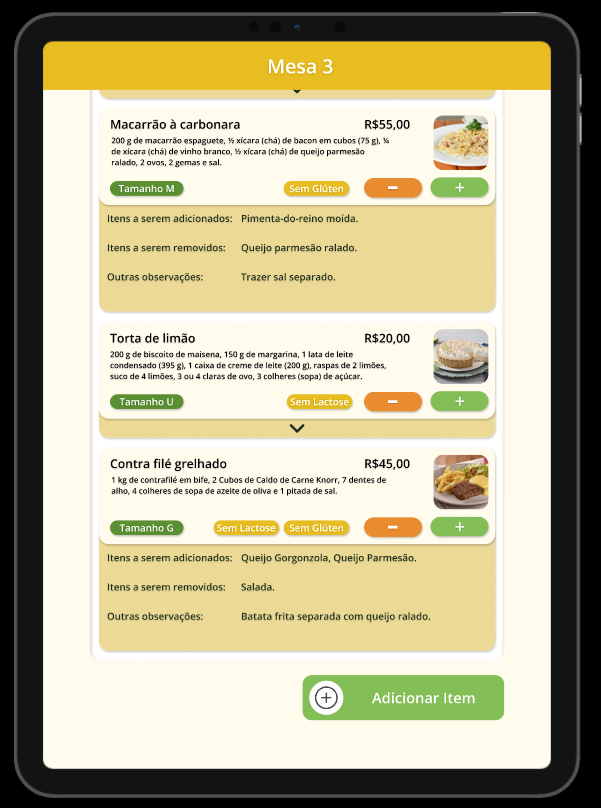 Mesa 3
Macarrão à carbonara
R$55,00
200 g de macarrão espaguete, ½ xícara (chá) de bacon em cubos (75 g), ¼
de xícara (chá) de vinho branco, ½ xícara (chá) de queijo parmesão
ralado, 2 ovos, 2 gemas e sal.
Tamanho M
Sem Glúten
Itens a serem adicionados: Pimenta-do-reino moída.
Itens a serem removidos: Queijo parmesão ralado.
Outras observações: Trazer sal separado.
Torta de limão
R$20,00
200 g de biscoito de maisena, 150 g de margarina, 1 lata de leite
condensado (395 g), 1 caixa de creme de leite (200 g), raspas de 2 limões,
suco de 4 limões, 3 ou 4 claras de ovo, 3 colheres (sopa) de açúcar.
Tamanho U
Sem Lactose
Contra filé grelhado
R$45,00
1 kg de contrafilé em bife, 2 Cubos de Caldo de Carne Knorr, 7 dentes de
alho, 4 colheres de sopa de azeite de oliva e 1 pitada de sal.
Tamanho G
Sem Lactose
Sem Glúten
Itens a serem adicionados: Queijo Gorgonzola, Queijo Parmesão.
Itens a serem removidos: Salada.
Outras observações: Batata frita separada com queijo ralado.
Adicionar Item